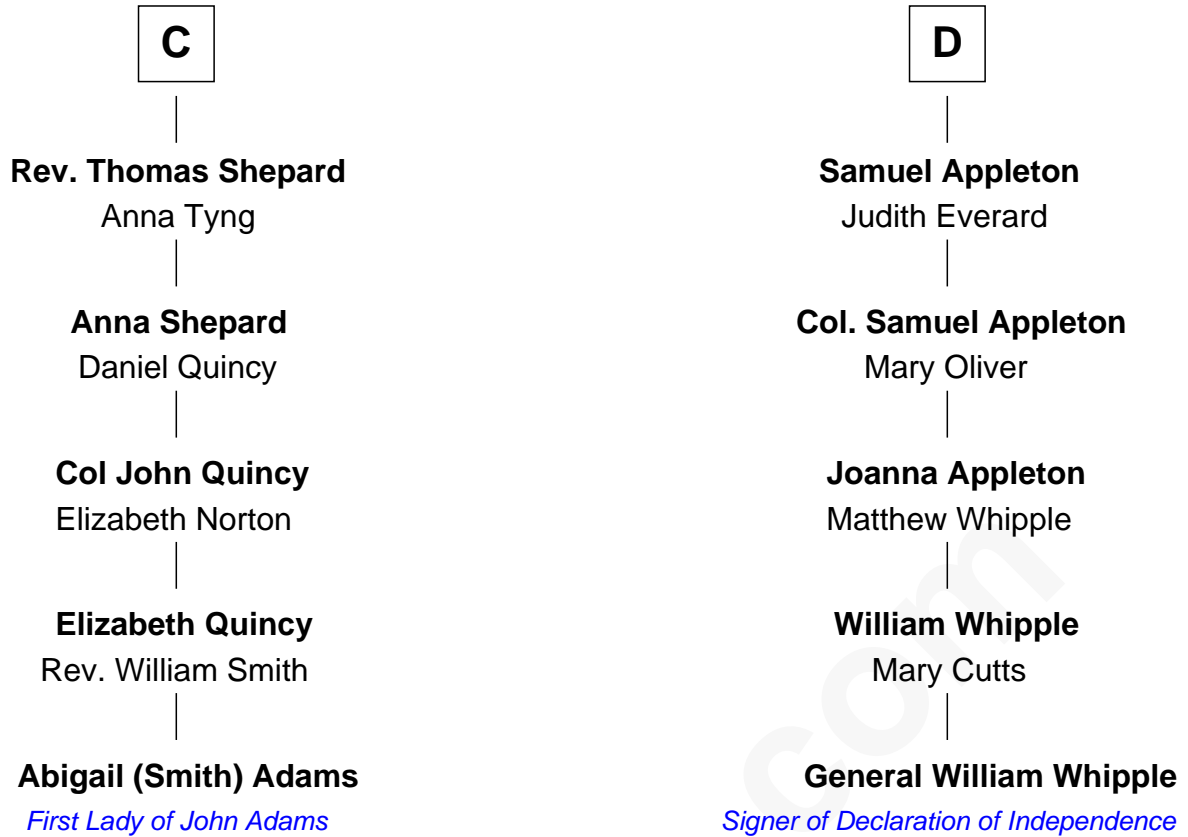 C
Rev. Thomas Shepard
Anna Tyng
Anna Shepard
Daniel Quincy
Col John Quincy
Elizabeth Norton
Elizabeth Quincy
Rev. William Smith
Abigail (Smith) Adams
First Lady of John Adams
D
Samuel Appleton
Judith Everard
Col. Samuel Appleton
Mary Oliver
Joanna Appleton
Matthew Whipple
William Whipple
Mary Cutts
General William Whipple
Signer of Declaration of Independence
com